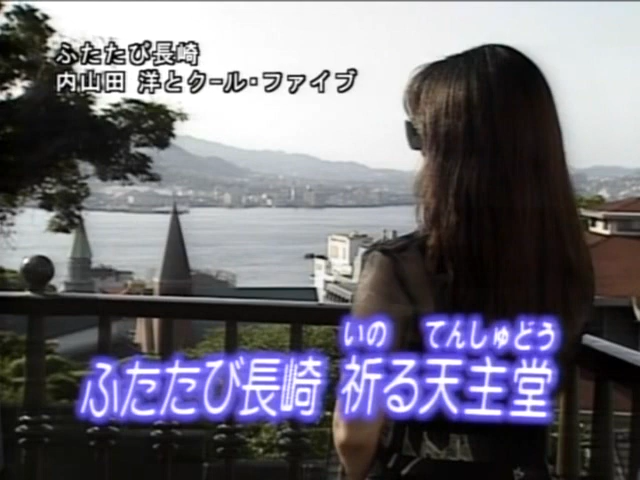 ふたたび長崎
内山田 洋とクール・ファイブ
いの てんしゅどう
ふたたび長崎 祈る天主堂